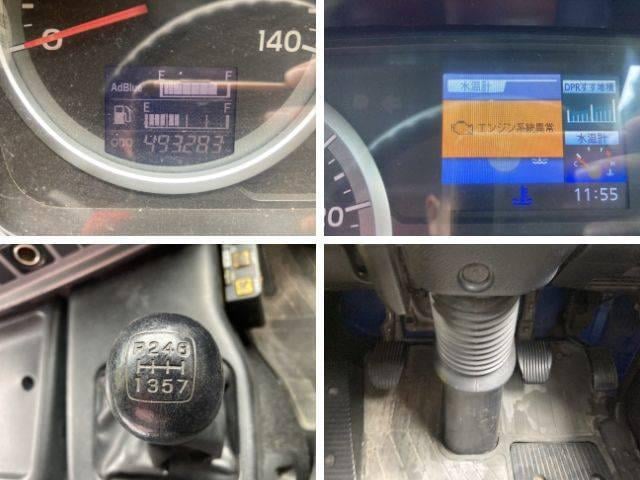 0
140
AdBlue
E F
E F
ODO 493283
水温計
DPRすす堆積
エンジン系統異常
水温計
C H
11:55
R246
1357